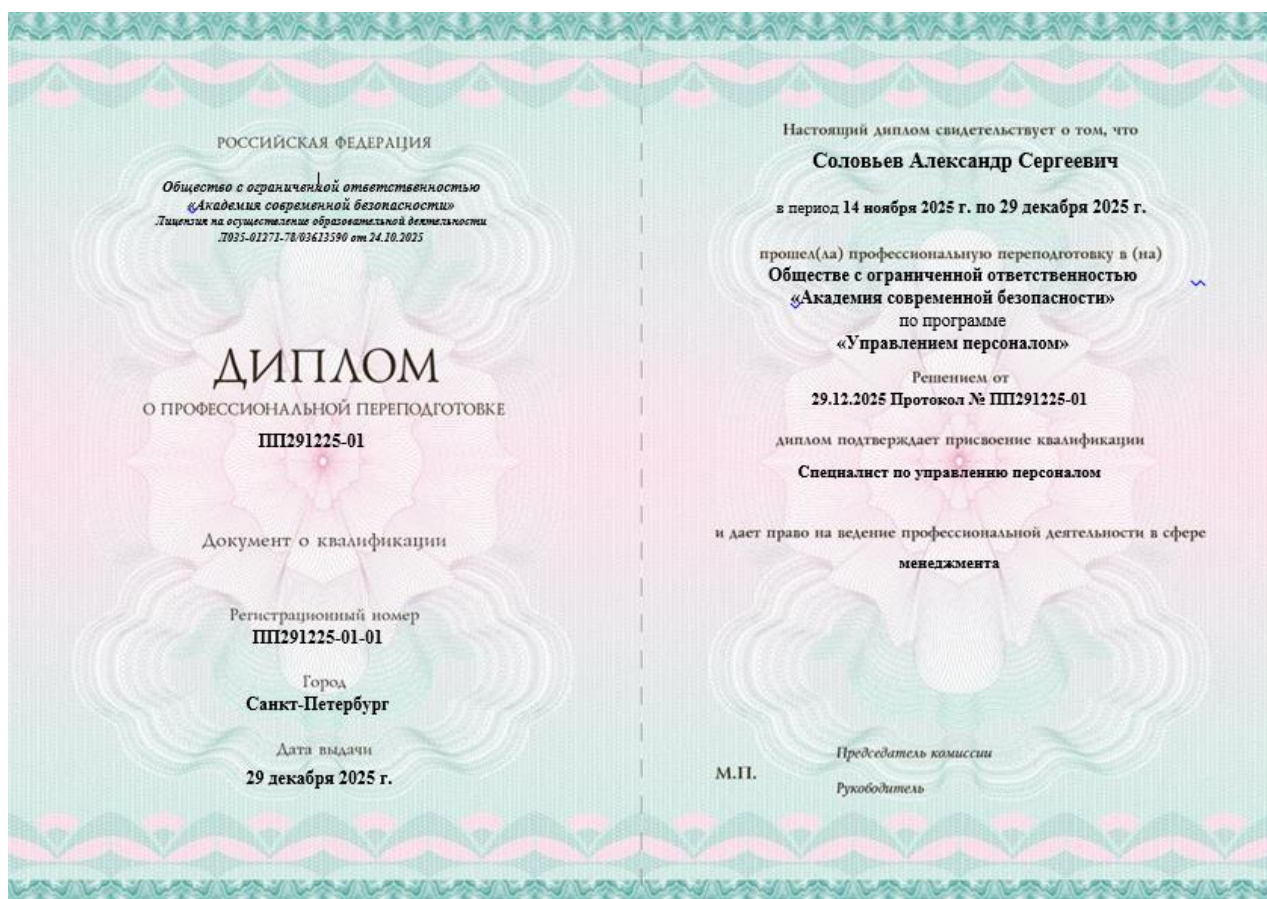 РОССИЙСКАЯ ФЕДЕРАЦИЯ
Общество с ограниченной ответственностью
«Академия современной безопасности»
Лицензия на осуществление образовательной деятельности
Л035-01271-78/03613590 от 24.10.2025
ДИПЛОМ
О ПРОФЕССИОНАЛЬНОЙ ПЕРЕПОДГОТОВКЕ
ПП291225-01
Документ о квалификации
Регистрационный номер
ПП291225-01-01
Город
Санкт-Петербург
Дата выдачи
29 декабря 2025 г.
Настоящий диплом свидетельствует о том, что
Соловьев Александр Сергеевич
в период 14 ноября 2025 г. по 29 декабря 2025 г.
прошел(ла) профессиональную переподготовку в (на)
Обществе с ограниченной ответственностью
«Академия современной безопасности»
по программе
«Управлением персоналом»
Решением от
29.12.2025 Протокол № ПП291225-01
диплом подтверждает присвоение квалификации
Специалист по управлению персоналом
и дает право на ведение профессиональной деятельности в сфере
менеджмента
Председатель комиссии
М.П.
Руководитель